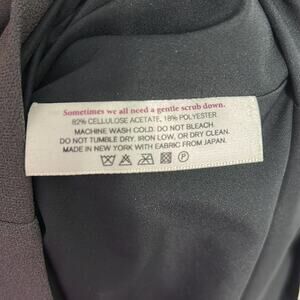 Sometimes we all need a gentle scrub down.
82% CELLULOSE ACETATE, 18% POLYESTER
MACHINE WASH COLD. DO NOT BLEACH.
DO NOT TUMBLE DRY. IRON LOW, OR DRY CLEAN.
MADE IN NEW YORK WITH FABRIC FROM JAPAN.
P